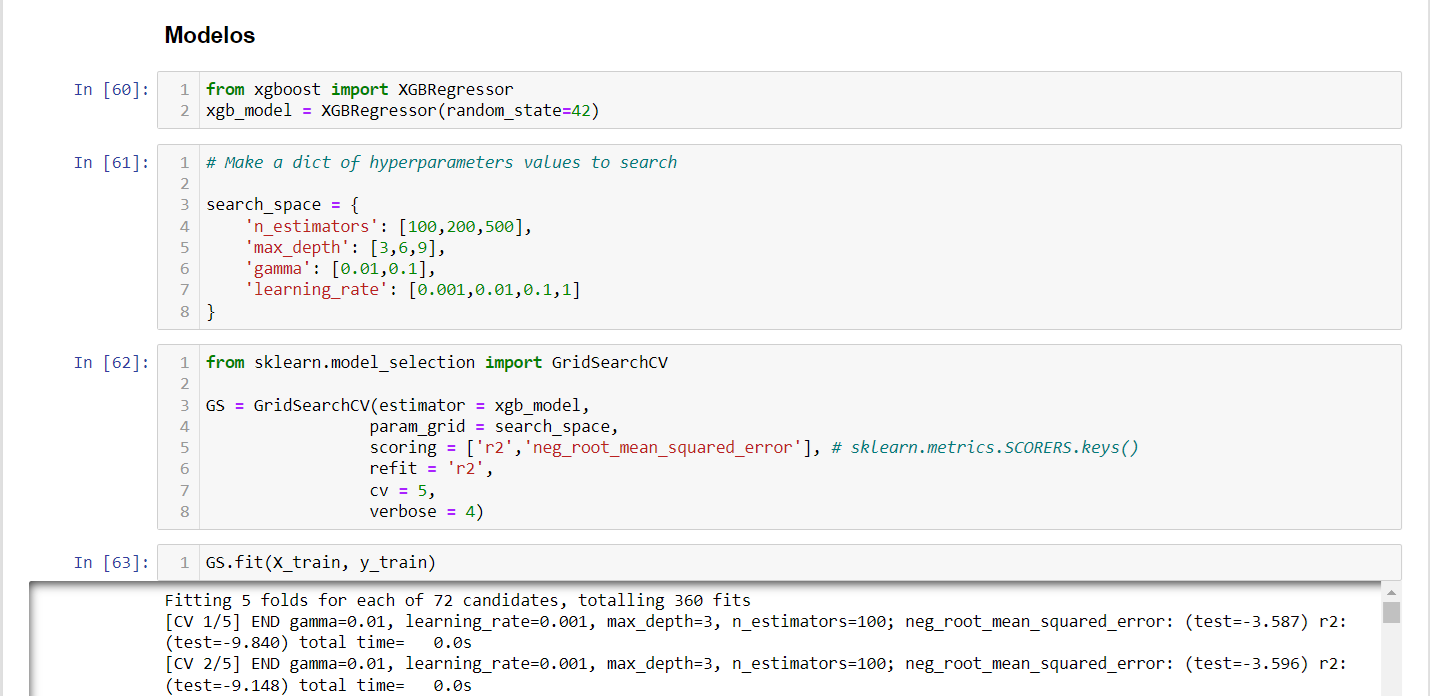 Modelos
In [60]:
1 from xgboost import XGBRegressor
2 xgb_model = XGBRegressor(random_state=42)
In [61]:
1 # Make a dict of hyperparameters values to search
2
3 search_space = {
4     'n_estimators': [100,200,500],
5     'max_depth': [3,6,9],
6     'gamma': [0.01,0.1],
7     'learning_rate': [0.001,0.01,0.1,1]
8 }
In [62]:
1 from sklearn.model_selection import GridSearchCV
2
3 GS = GridSearchCV(estimator = xgb_model,
4                  param_grid = search_space,
5                  scoring = ['r2','neg_root_mean_squared_error'], # sklearn.metrics.SCORERS.keys()
6                  refit = 'r2',
7                  cv = 5,
8                  verbose = 4)
In [63]:
1 GS.fit(X_train, y_train)
Fitting 5 folds for each of 72 candidates, totalling 360 fits
[CV 1/5] END gamma=0.01, learning_rate=0.001, max_depth=3, n_estimators=100; neg_root_mean_squared_error: (test=-3.587) r2:
(test=-9.840) total time=   0.0s
[CV 2/5] END gamma=0.01, learning_rate=0.001, max_depth=3, n_estimators=100; neg_root_mean_squared_error: (test=-3.596) r2:
(test=-9.148) total time=   0.0s